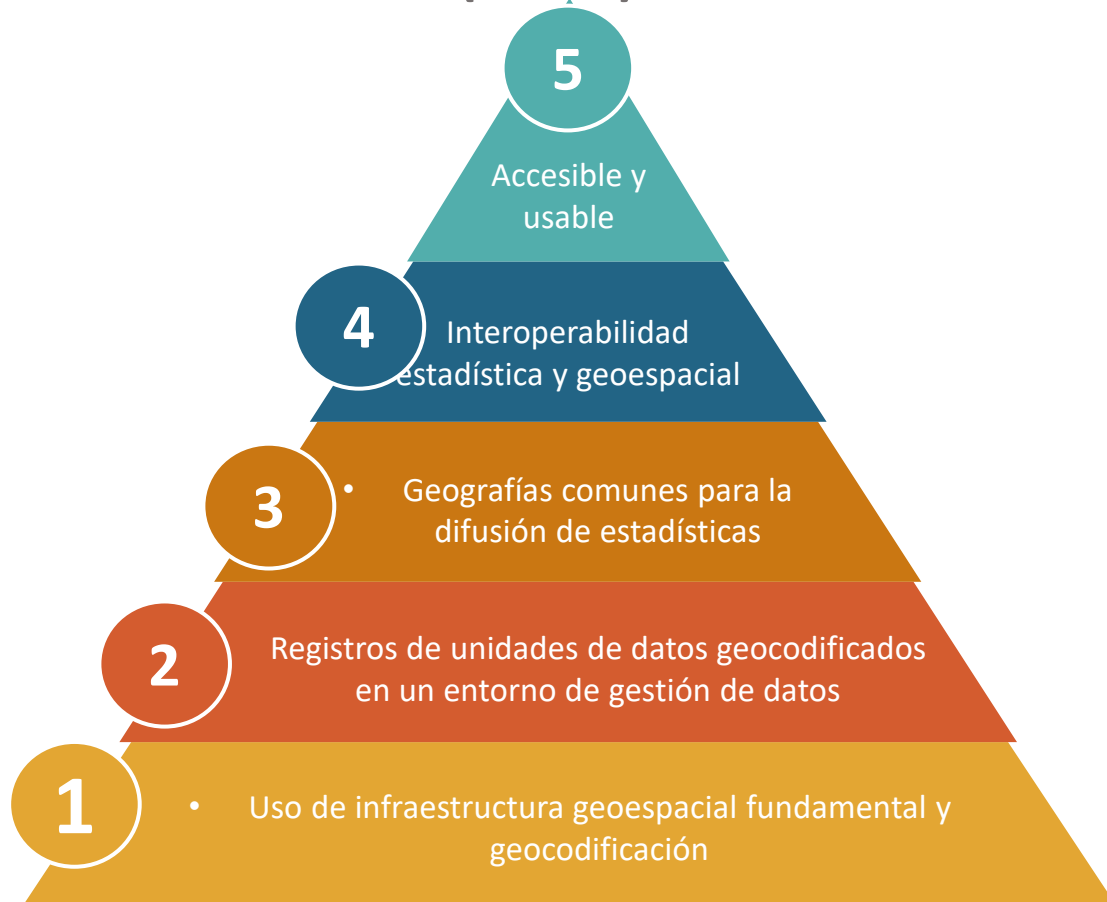 5
Accesible y
usable
4
Interoperabilidad
estadística y geoespacial
3
• Geografías comunes para la
difusión de estadísticas
2
Registros de unidades de datos geocodificados
en un entorno de gestión de datos
1
• Uso de infraestructura geoespacial fundamental y
geocodificación